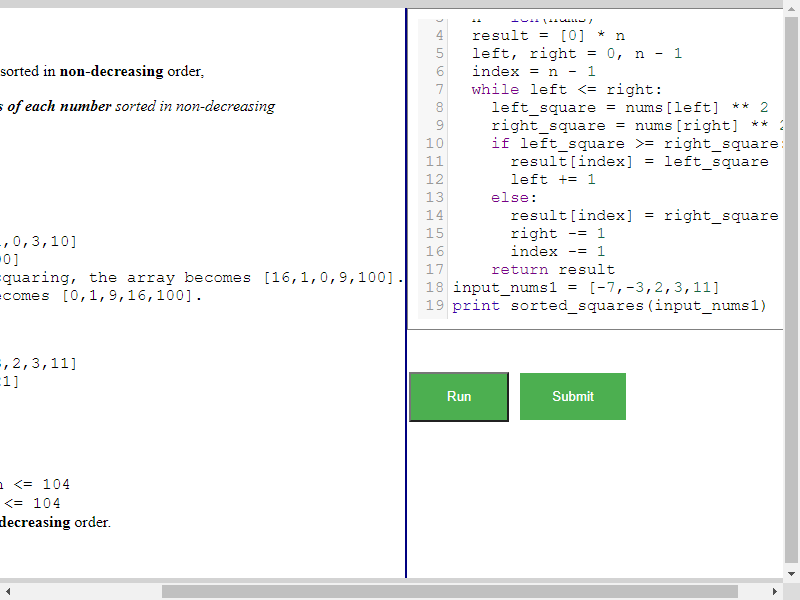 sorted in non-decreasing order,
s of each number sorted in non-decreasing
,0,3,10]
00]
squaring, the array becomes [16,1,0,9,100].
ecomes [0,1,9,16,100].
,2,3,11]
1]
n <= 104
<= 104
decreasing order.
4 result = [0] * n
5 left, right = 0, n - 1
6 index = n - 1
7 while left <= right:
8 left_square = nums[left] ** 2
9 right_square = nums[right] ** 2
10 if left_square >= right_square:
11 result[index] = left_square
12 left += 1
13 else:
14 result[index] = right_square
15 right -= 1
16 index -= 1
17 return result
18 input_nums1 = [-7,-3,2,3,11]
19 print sorted_squares(input_nums1)
Run
Submit